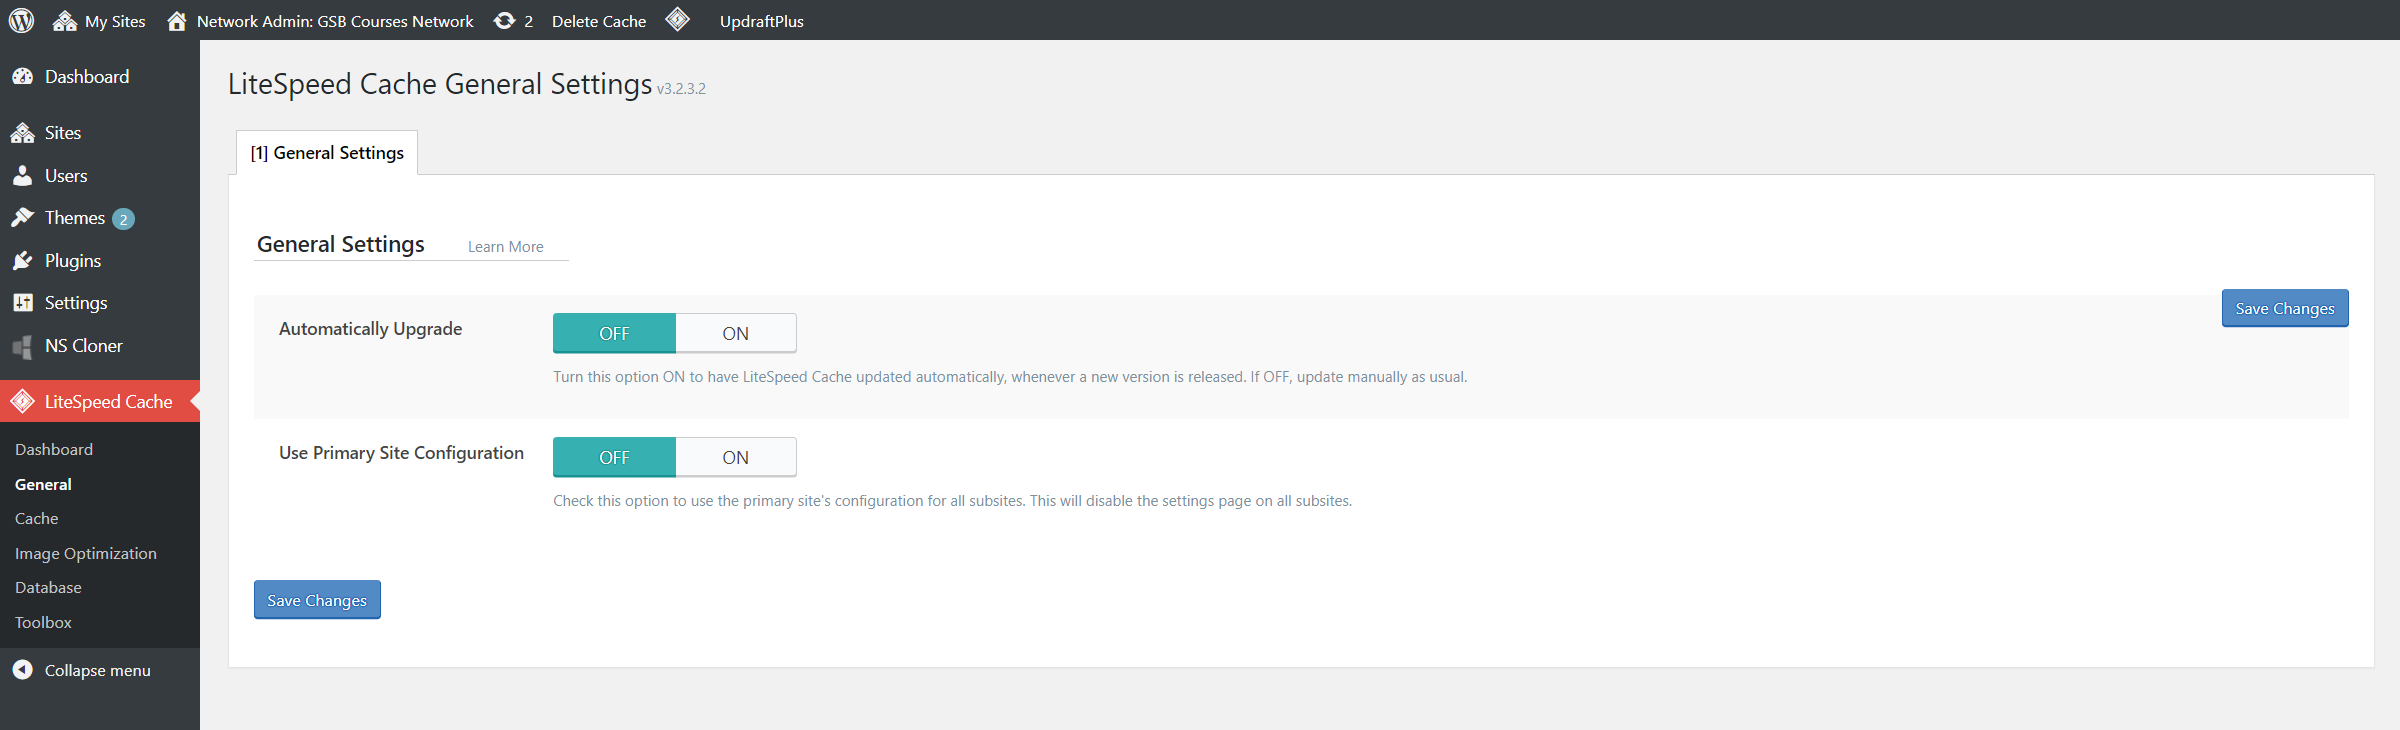 My Sites Network Admin: GSB Courses Network 2 Delete Cache UpdraftPlus
Dashboard
Sites
Users
Themes 2
Plugins
Settings
NS Cloner
LiteSpeed Cache
Dashboard
General
Cache
Image Optimization
Database
Toolbox
Collapse menu
LiteSpeed Cache General Settings v3.2.3.2
[1] General Settings
General Settings Learn More
Save Changes
Automatically Upgrade OFF ON
Turn this option ON to have LiteSpeed Cache updated automatically, whenever a new version is released. If OFF, update manually as usual.
Use Primary Site Configuration OFF ON
Check this option to use the primary site's configuration for all subsites. This will disable the settings page on all subsites.
Save Changes